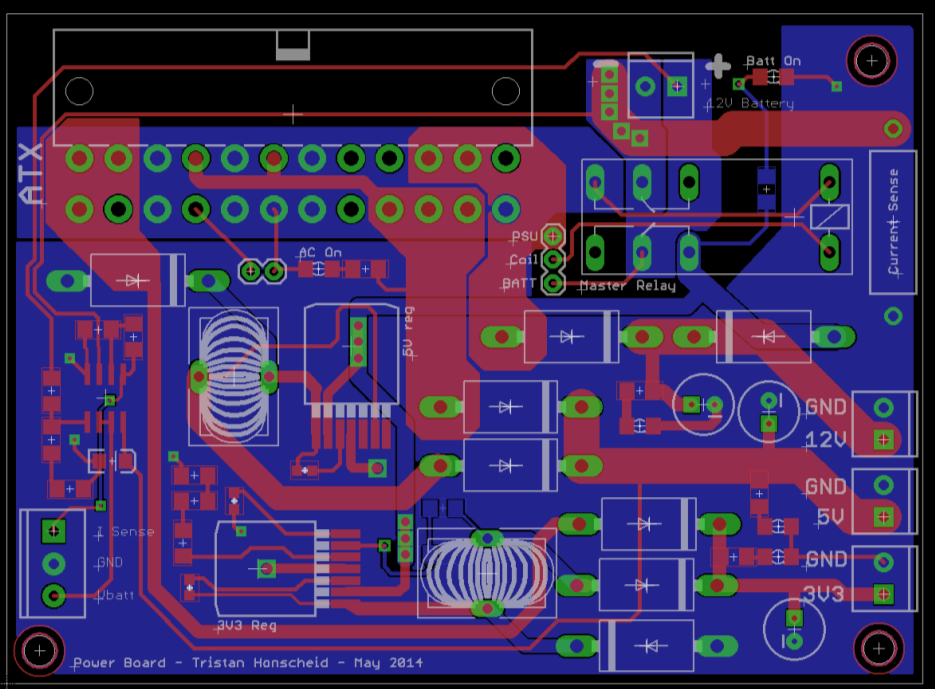 ATX
Batt On
12V Battery
Current Sense
PSU
Coil
BATT
AC On
Master Relay
5V reg
GND
12V
GND
5V
GND
3V3
I Sense
GND
Vbatt
3V3 Reg
Power Board - Tristan Hanscheid - May 2014